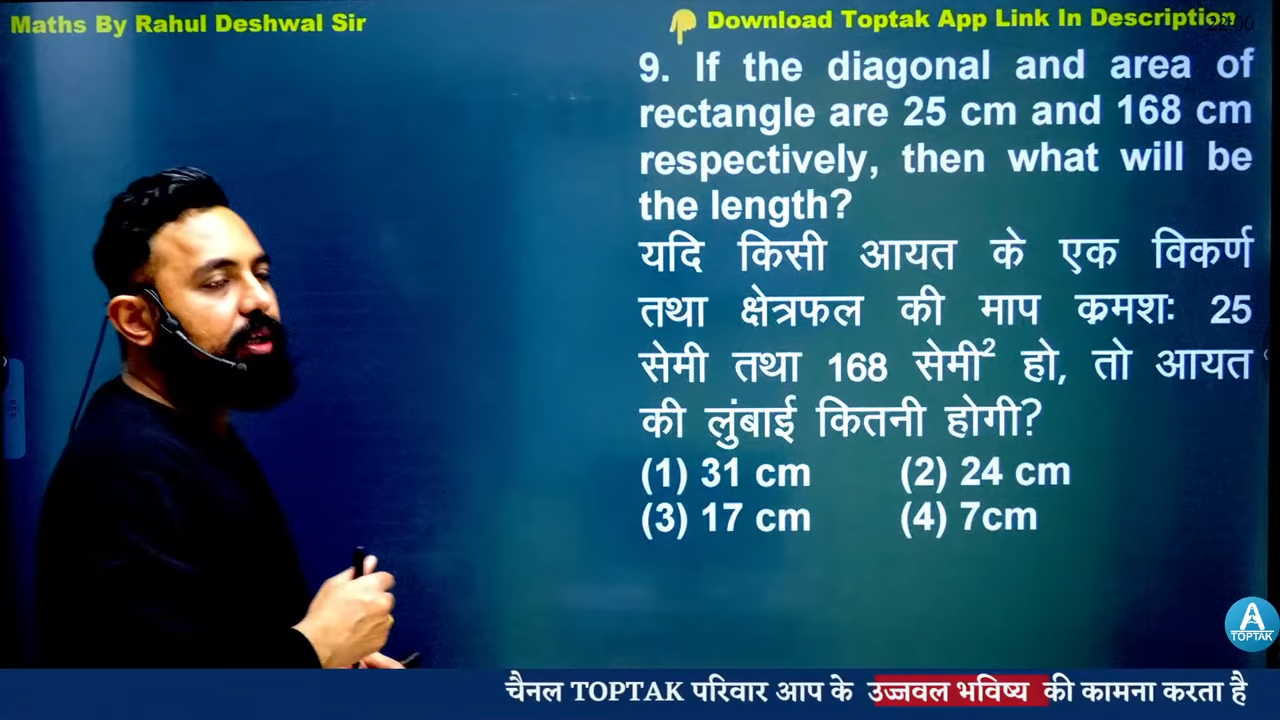 Maths By Rahul Deshwal Sir
Download Toptak App Link In Description
22:00
9. If the diagonal and area of
rectangle are 25 cm and 168 cm
respectively, then what will be
the length?
यदि किसी आयत के एक विकर्ण
तथा क्षेत्रफल की माप क्रमशः 25
सेमी तथा 168 सेमी² हो, तो आयत
की लुंबाई कितनी होगी?
(1) 31 cm (2) 24 cm
(3) 17 cm (4) 7cm
A
TOPTAK
चैनल TOPTAK परिवार आप के उज्जवल भविष्य की कामना करता है